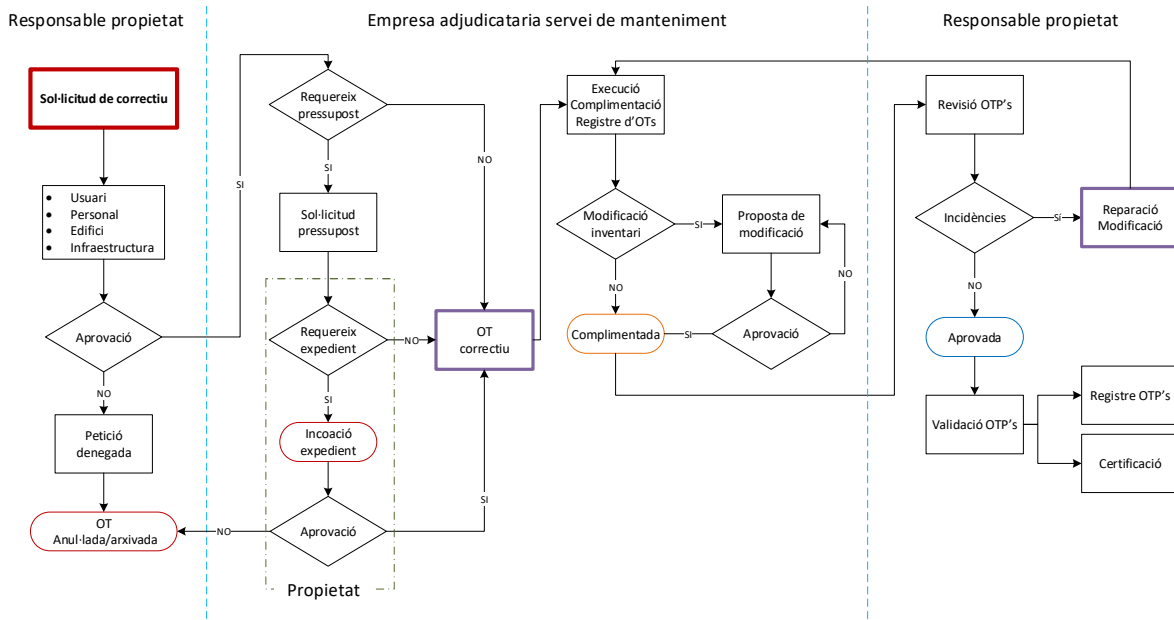 Responsable propietat
Empresa adjudicataria servei de manteniment
Responsable propietat
Sol·licitud de correctiu
Usuari
Personal
Edifici
Infraestructura
Aprovació
SI
NO
Petició
denegada
OT
Anul·lada/arxivada
Requereix
pressupost
NO
SI
Sol·licitud
pressupost
Requereix
expedient
NO
SI
Incoació
expedient
Aprovació
NO
SI
Propietat
OT
correctiu
Execució
Complimentació
Registre d'OTs
Modificació
inventari
SI
NO
Proposta de
modificació
NO
Aprovació
SI
Complimentada
Revisió OTP's
Incidències
Sí
Reparació
Modificació
NO
Aprovada
Validació OTP's
Registre OTP's
Certificació